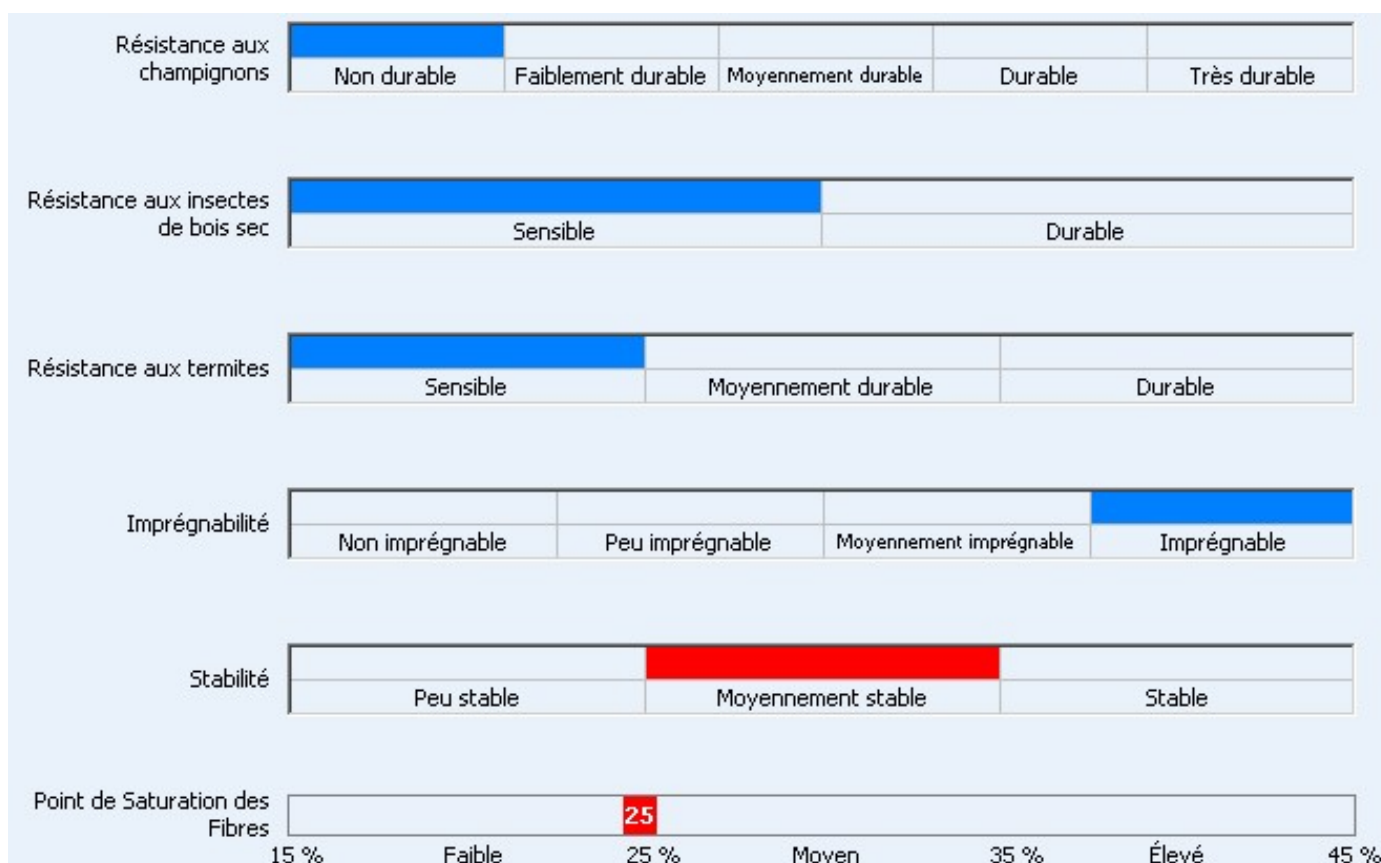 Résistance aux
champignons
Non durable Faiblement durable Moyennement durable Durable Très durable
Résistance aux insectes
de bois sec
Sensible Durable
Résistance aux termites
Sensible Moyennement durable Durable
Imprégnabilité
Non imprégnable Peu imprégnable Moyennement imprégnable Imprégnable
Stabilité
Peu stable Moyennement stable Stable
Point de Saturation des
Fibres
25
15 % Faible 25 % Moyen 35 % Élevé 45 %